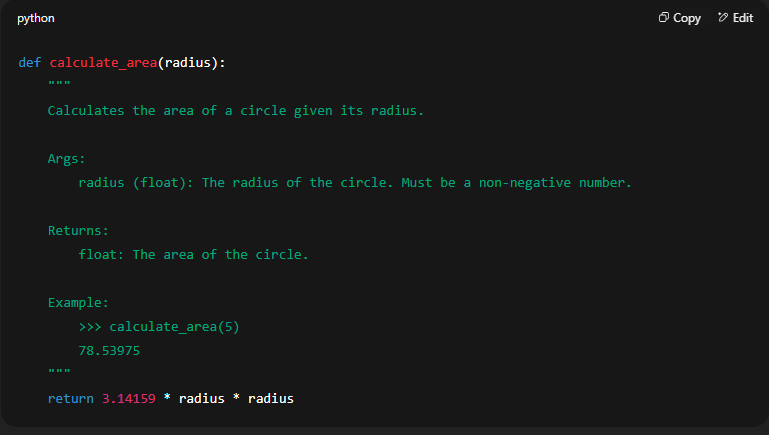 python
Copy
Edit
def calculate_area(radius):
    """
    Calculates the area of a circle given its radius.

    Args:
        radius (float): The radius of the circle. Must be a non-negative number.

    Returns:
        float: The area of the circle.

    Example:
        >>> calculate_area(5)
        78.53975
    """
    return 3.14159 * radius * radius